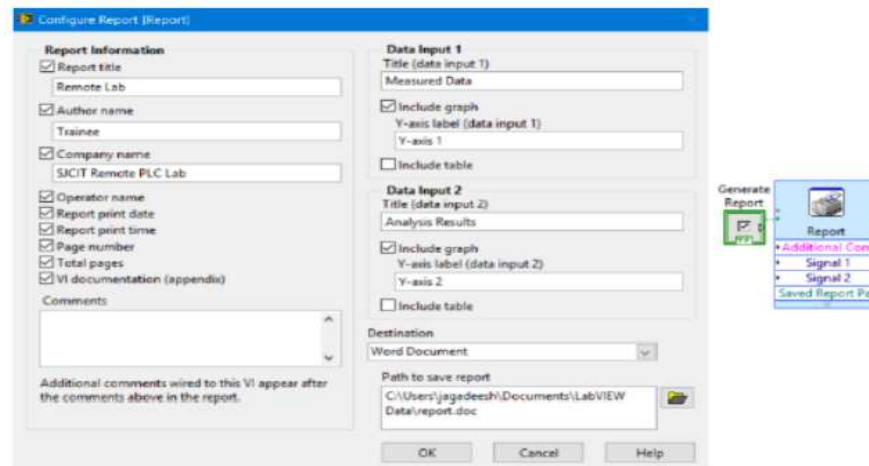 Configure Report [Report]
Report Information
Report title
Remote Lab
Author name
Trainee
Company name
SJCIT Remote PLC Lab
Operator name
Report print date
Report print time
Page number
Total pages
VI documentation (appendix)
Comments
Additional comments wired to this VI appear after
the comments above in the report.
Data Input 1
Title (data input 1)
Measured Data
Include graph
Y-axis label (data input 1)
Y-axis 1
Include table
Data Input 2
Title (data input 2)
Analysis Results
Include graph
Y-axis label (data input 2)
Y-axis 2
Include table
Destination
Word Document
Path to save report
C:\Users\jagadeesh\Documents\LabVIEW
Data\report.doc
OK Cancel Help
Generate
Report
Report
Additional Com
Signal 1
Signal 2
Saved Report Pa